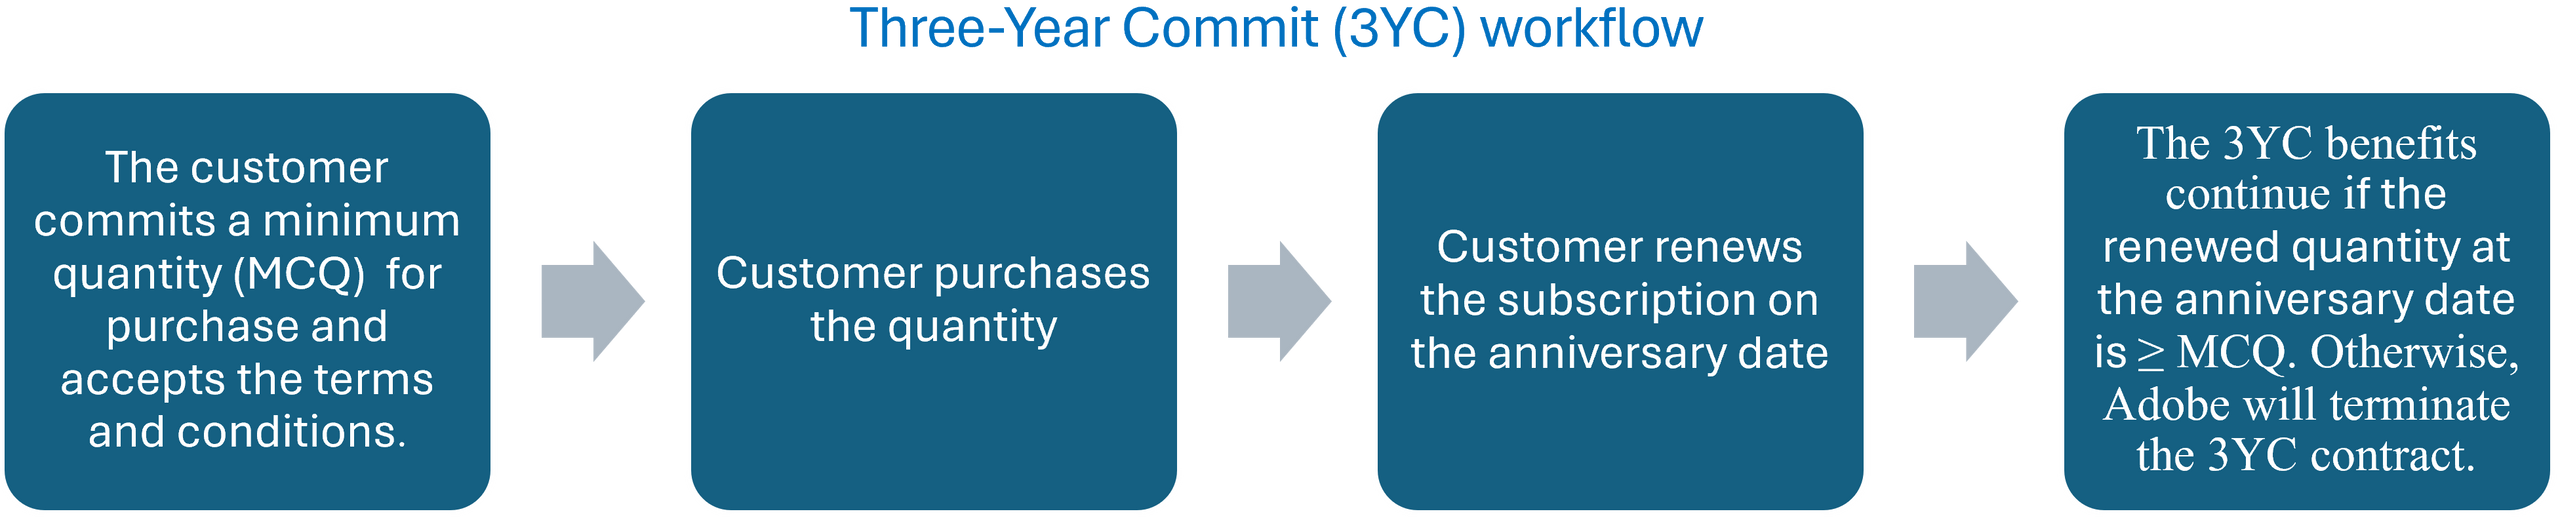 Three-Year Commit (3YC) workflow
The customer
commits a minimum
quantity (MCQ)  for
purchase and
accepts the terms
and conditions.
Customer purchases
the quantity
Customer renews
the subscription on
the anniversary date
The 3YC benefits
continue if the
renewed quantity at
the anniversary date
is ≥ MCQ. Otherwise,
Adobe will terminate
the 3YC contract.